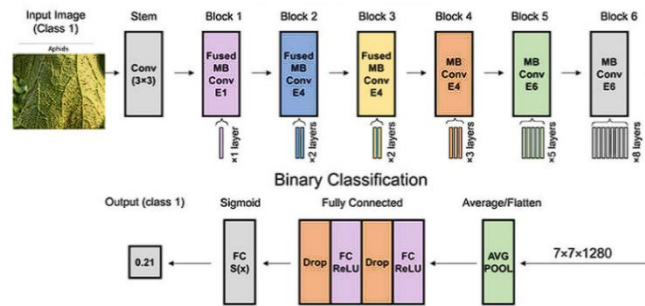 Input Image
(Class 1)
Stem
Block 1
Block 2
Block 3
Block 4
Block 5
Block 6
Aphids
Conv
(3×3)
Fused
MB
Conv
E1
Fused
MB
Conv
E4
Fused
MB
Conv
E4
MB
Conv
E4
MB
Conv
E6
MB
Conv
E6
×1 layer
×2 layers
×2 layers
×3 layers
×5 layers
×8 layers
Binary Classification
Output (class 1)
Sigmoid
Fully Connected
Average/Flatten
0.21
FC
S(x)
Drop
FC
ReLU
Drop
FC
ReLU
AVG
POOL
7×7×1280